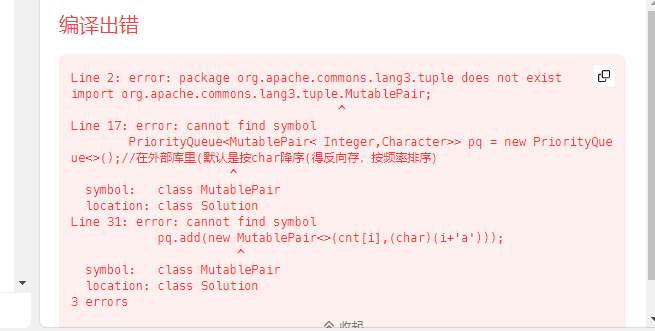 编译出错
Line 2: error: package org.apache.commons.lang3.tuple does not exist
import org.apache.commons.lang3.tuple.MutablePair;
^
Line 17: error: cannot find symbol
PriorityQueue<MutablePair< Integer,Character>> pq = new PriorityQue
ue<>();//在外部库里(默认是按char降序(得反向存，按频率排序)
^
symbol:   class MutablePair
location: class Solution
Line 31: error: cannot find symbol
pq.add(new MutablePair<>(cnt[i],(char)(i+'a')));
^
symbol:   class MutablePair
location: class Solution
3 errors
收起